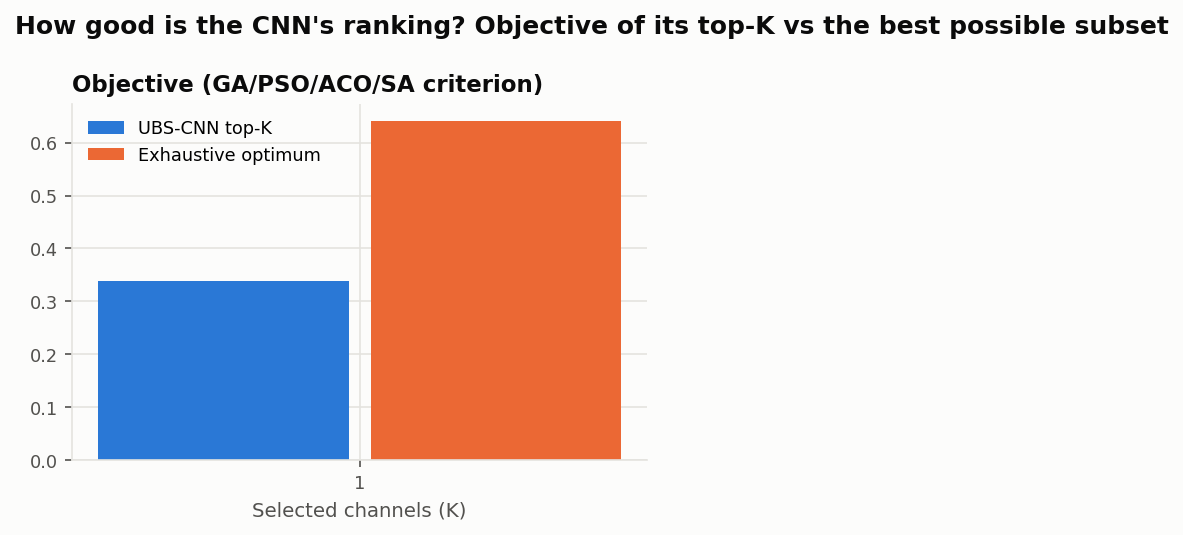 How good is the CNN's ranking? Objective of its top-K vs the best possible subset
Objective (GA/PSO/ACO/SA criterion)
UBS-CNN top-K
Exhaustive optimum
0.6
0.5
0.4
0.3
0.2
0.1
0.0
1
Selected channels (K)